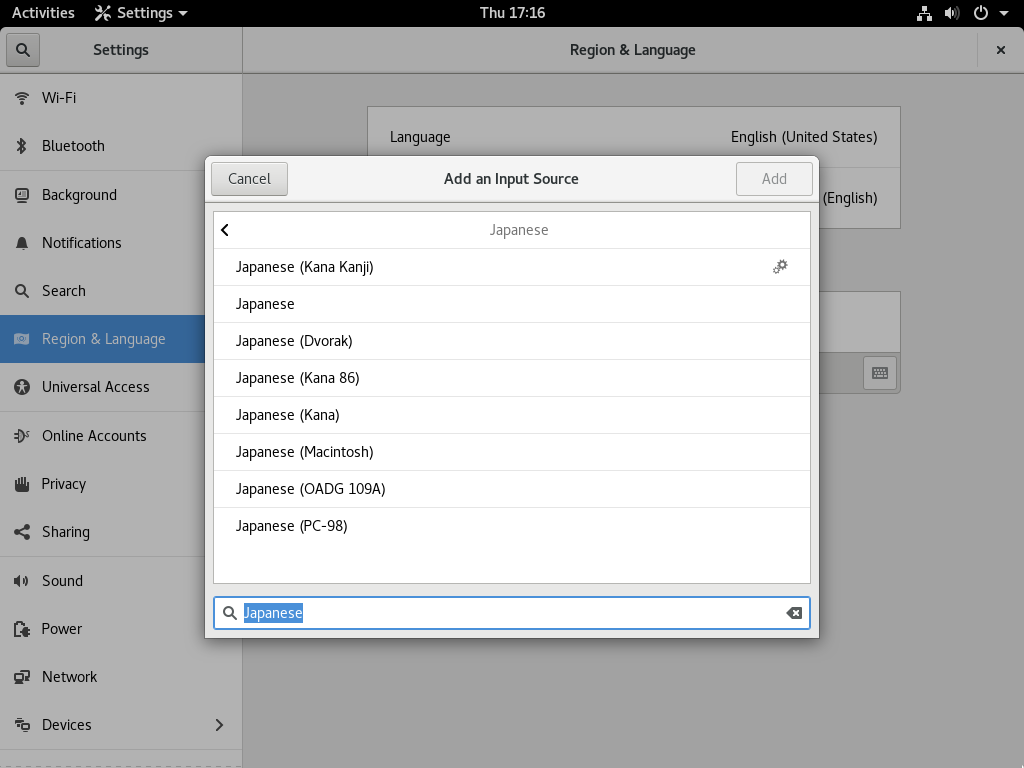 Activities Settings Thu 17:16
Settings Region & Language
Wi-Fi
Bluetooth
Background
Notifications
Search
Region & Language
Universal Access
Online Accounts
Privacy
Sharing
Sound
Power
Network
Devices
Language English (United States)
(English)
Cancel Add an Input Source Add
Japanese
Japanese (Kana Kanji)
Japanese
Japanese (Dvorak)
Japanese (Kana 86)
Japanese (Kana)
Japanese (Macintosh)
Japanese (OADG 109A)
Japanese (PC-98)
Japanese